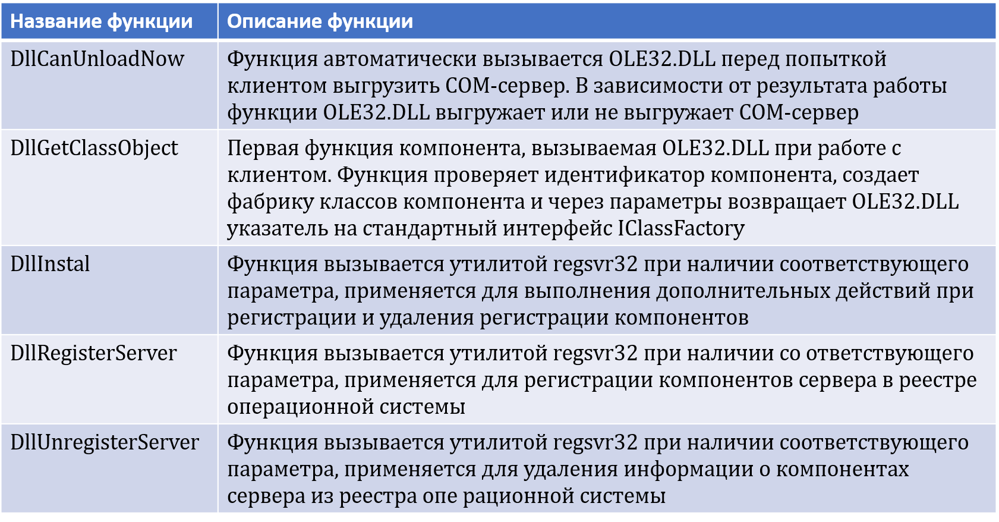 Название функции
Описание функции
DllCanUnloadNow
Функция автоматически вызывается OLE32.DLL перед попыткой
клиентом выгрузить COM-сервер. В зависимости от результата работы
функции OLE32.DLL выгружает или не выгружает COM-сервер
DllGetClassObject
Первая функция компонента, вызываемая OLE32.DLL при работе с
клиентом. Функция проверяет идентификатор компонента, создает
фабрику классов компонента и через параметры возвращает OLE32.DLL
указатель на стандартный интерфейс IClassFactory
DllInstal
Функция вызывается утилитой regsvr32 при наличии соответствующего
параметра, применяется для выполнения дополнительных действий при
регистрации и удаления регистрации компонентов
DllRegisterServer
Функция вызывается утилитой regsvr32 при наличии со ответствующего
параметра, применяется для регистрации компонентов сервера в реестре
операционной системы
DllUnregisterServer
Функция вызывается утилитой regsvr32 при наличии соответствующего
параметра, применяется для удаления информации о компонентах
сервера из реестра опе рационной системы